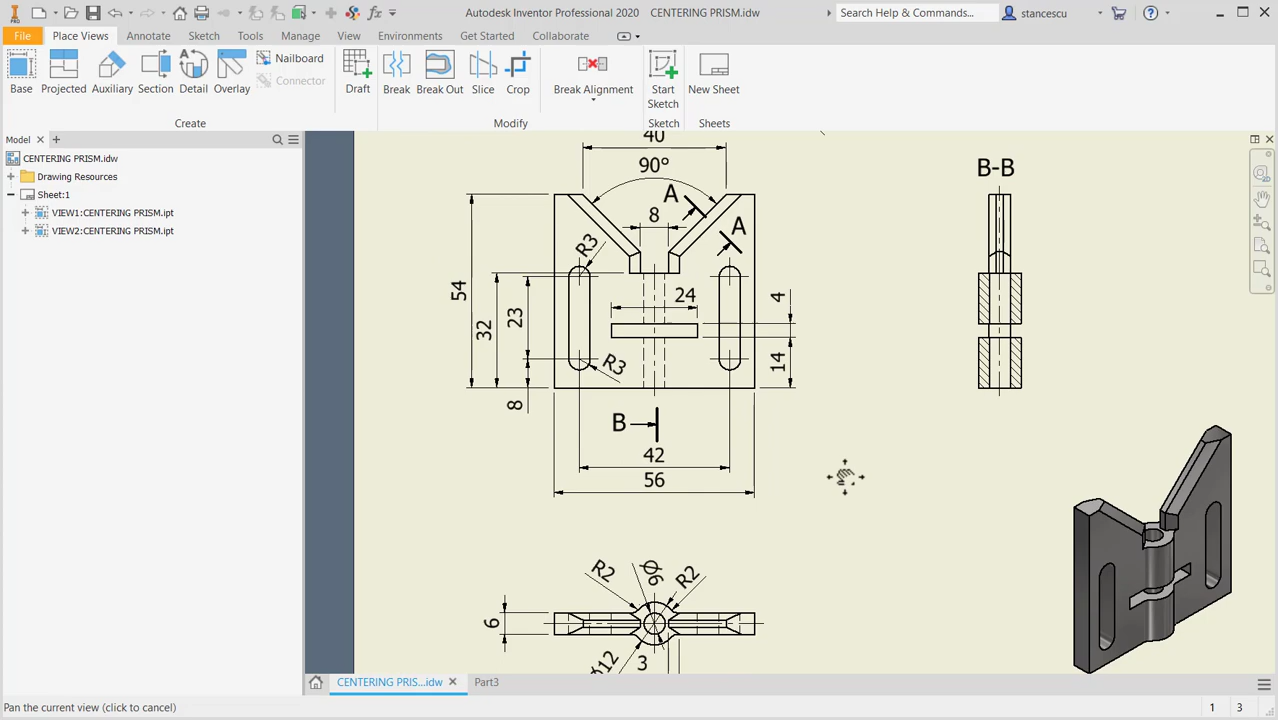 PRO
Autodesk Inventor Professional 2020 CENTERING PRISM.idw
Search Help & Commands...
stancescu
File Place Views Annotate Sketch Tools Manage View Environments Get Started Collaborate
Base Projected Auxiliary Section Detail Overlay
Nailboard
Connector
Draft Break Break Out Slice Crop Break Alignment Start Sketch New Sheet
Create Modify Sketch Sheets
Model
CENTERING PRISM.idw
Drawing Resources
Sheet:1
VIEW1:CENTERING PRISM.ipt
VIEW2:CENTERING PRISM.ipt
40
90°
A
A
8
R3
54
32
23
24
4
14
R3
8
B
42
56
B-B
R2
ϕ6
R2
6
ϕ12
3
CENTERING PRIS...idw Part3
Pan the current view (click to cancel)
1 3